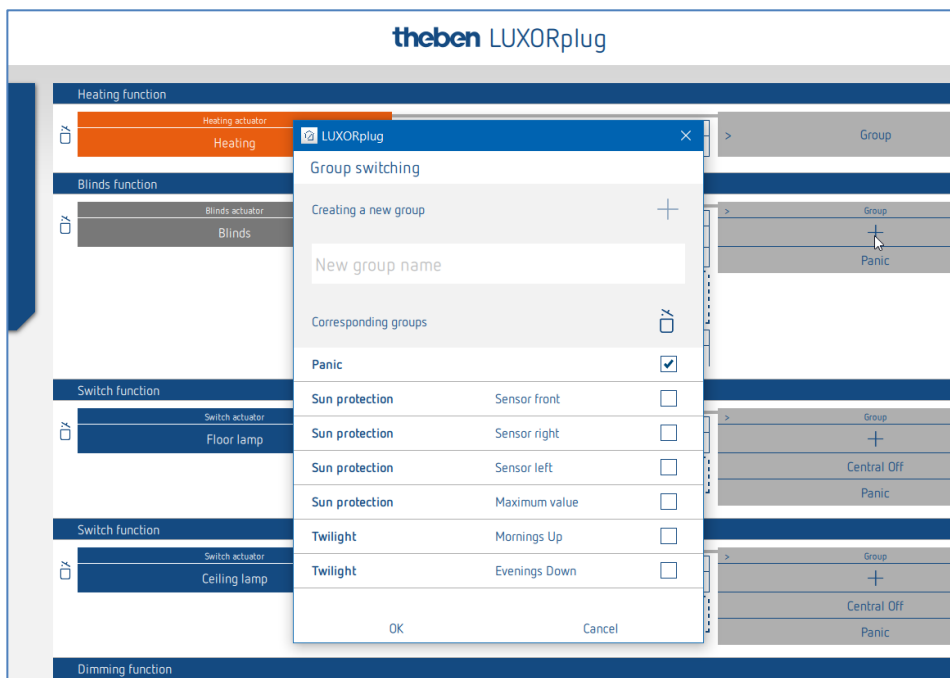 theben LUXORplug
Heating function
Heating actuator
Heating
> Group
Blinds function
Blinds actuator
Blinds
> Group
Panic
LUXORplug
Group switching
Creating a new group
New group name
Corresponding groups
Panic
Sun protection Sensor front
Sun protection Sensor right
Sun protection Sensor left
Sun protection Maximum value
Twilight Mornings Up
Twilight Evenings Down
OK Cancel
Switch function
Switch actuator
Floor lamp
> Group
Central Off
Panic
Switch function
Switch actuator
Ceiling lamp
> Group
Central Off
Panic
Dimming function